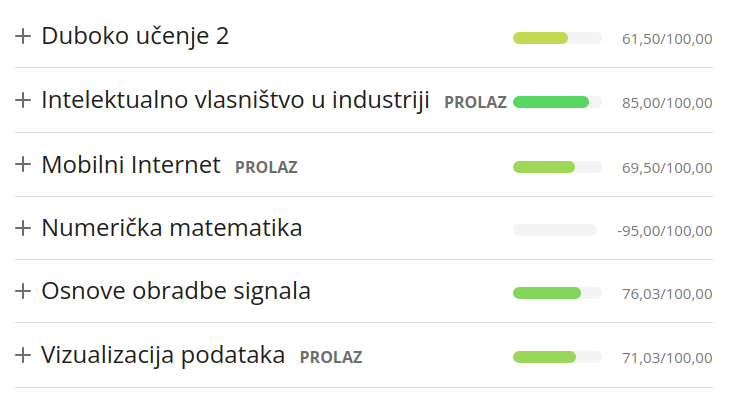 Duboko učenje 2 61,50/100,00
Intelektualno vlasništvo u industriji PROLAZ 85,00/100,00
Mobilni Internet PROLAZ 69,50/100,00
Numerička matematika -95,00/100,00
Osnove obradbe signala 76,03/100,00
Vizualizacija podataka PROLAZ 71,03/100,00